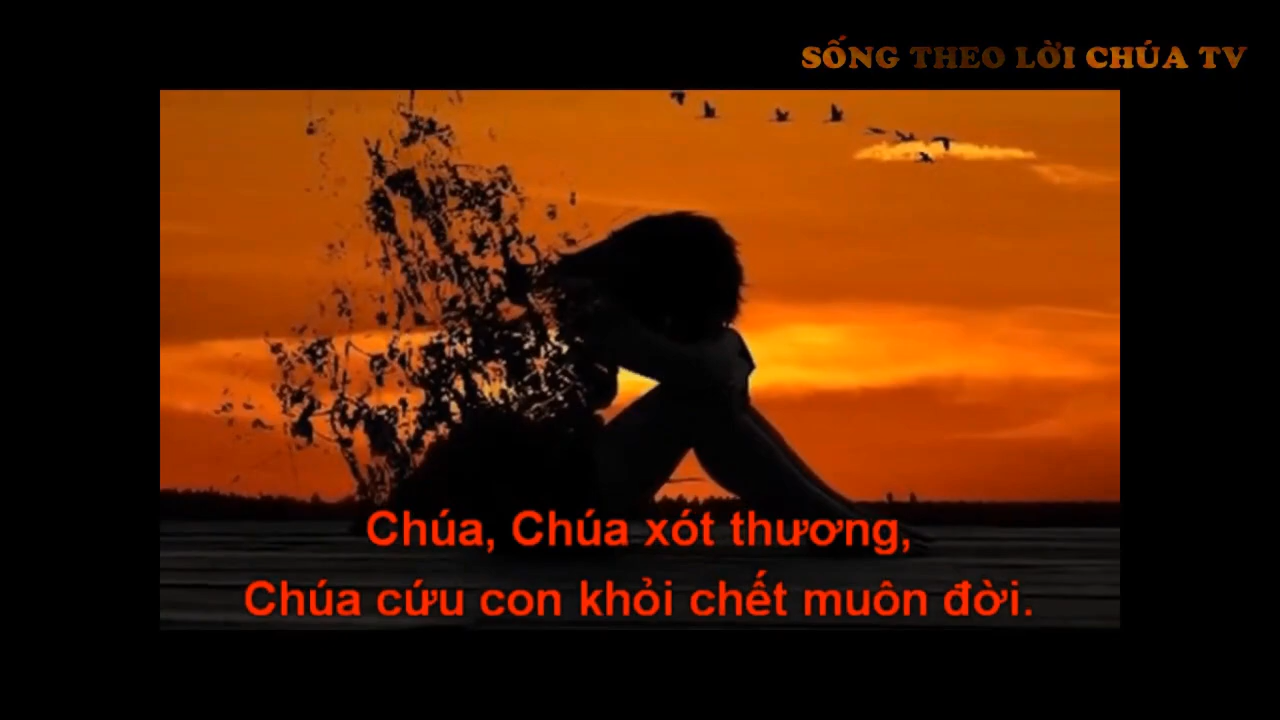 SỐNG THEO LỜI CHÚA TV
Chúa, Chúa xót thương,
Chúa cứu con khỏi chết muôn đời.